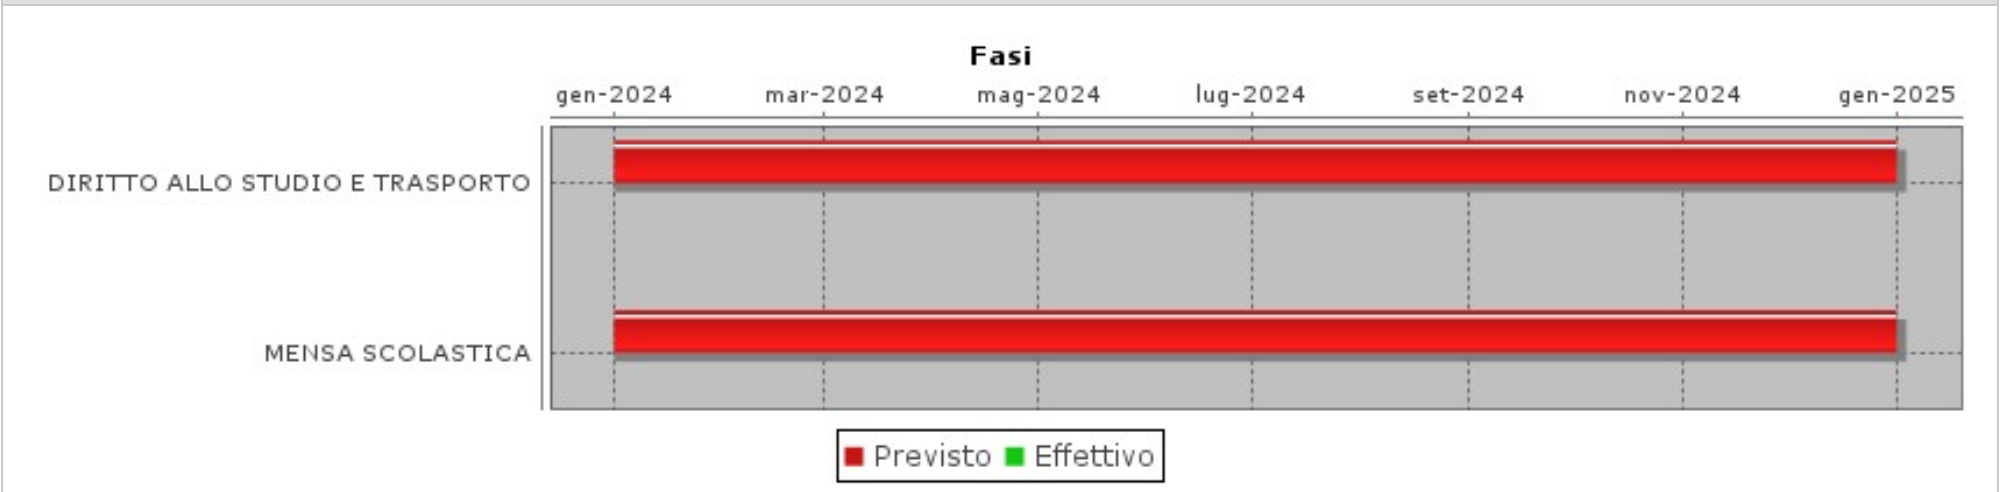 Fasi
gen-2024 mar-2024 mag-2024 lug-2024 set-2024 nov-2024 gen-2025
DIRITTO ALLO STUDIO E TRASPORTO
MENSA SCOLASTICA
Previsto Effettivo